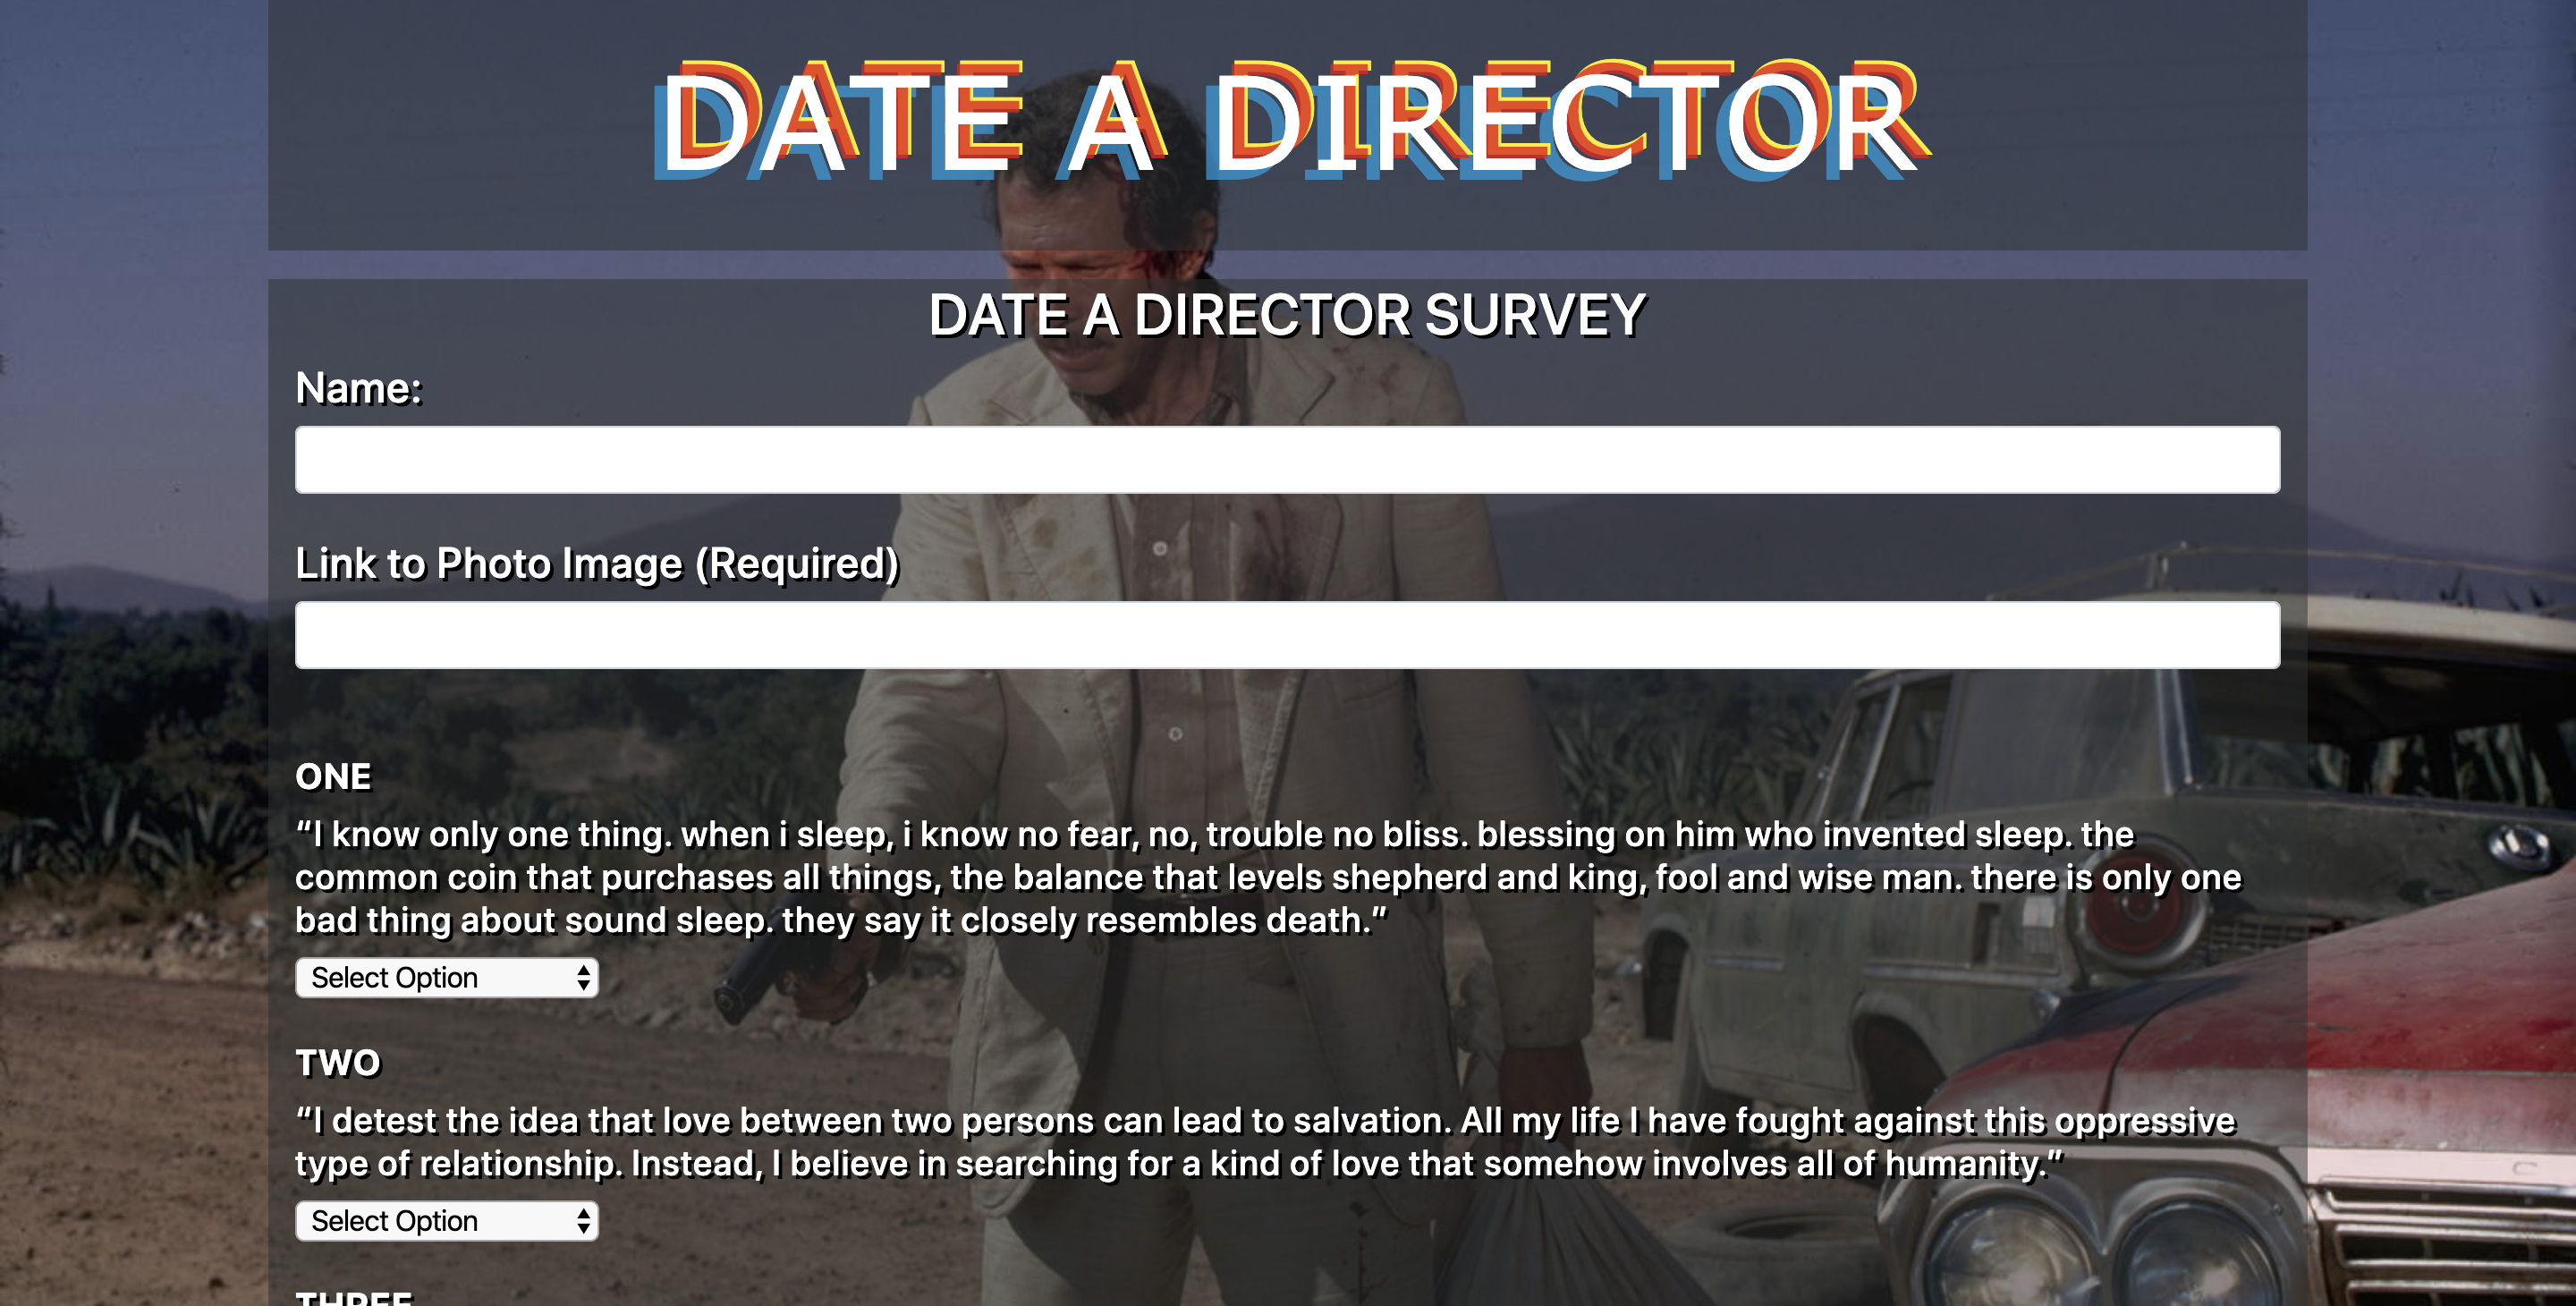 DATE A DIRECTOR
DATE A DIRECTOR SURVEY
Name:
Link to Photo Image (Required)
ONE
“I know only one thing. when i sleep, i know no fear, no, trouble no bliss. blessing on him who invented sleep. the
common coin that purchases all things, the balance that levels shepherd and king, fool and wise man. there is only one
bad thing about sound sleep. they say it closely resembles death.”
Select Option
TWO
“I detest the idea that love between two persons can lead to salvation. All my life I have fought against this oppressive
type of relationship. Instead, I believe in searching for a kind of love that somehow involves all of humanity.”
Select Option
THREE